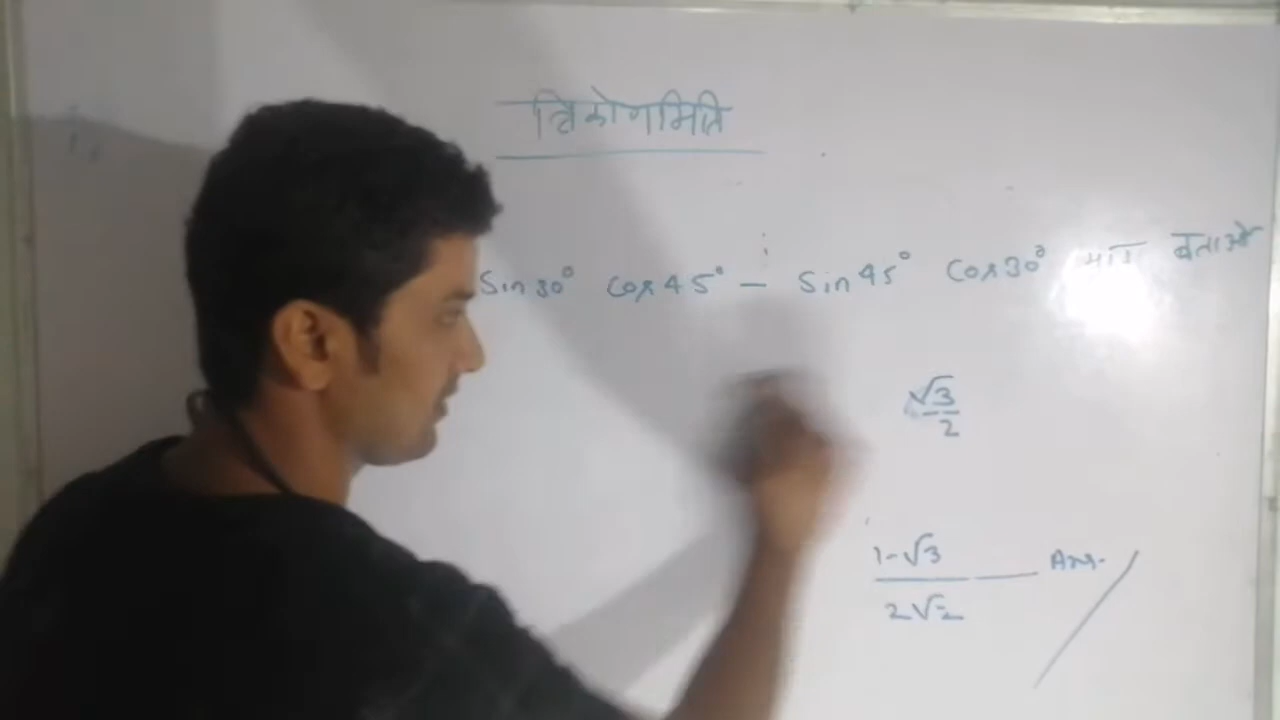 त्रिकोणमिति
Sin 30° Cos 45° – Sin 45° Cos 30° मान बताओ
√3
2
1-√3
2√2
Ans.